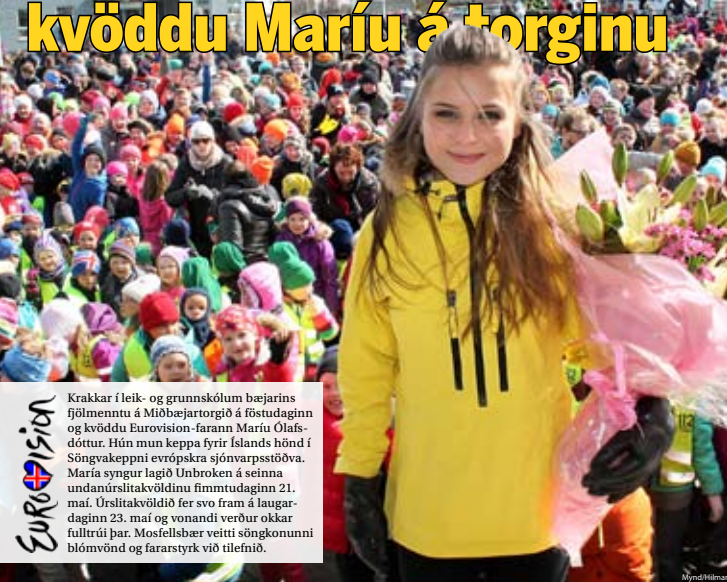 kvöddu Maríu á torginu
EUROVISION
Krakkar í leik- og grunnskólum bæjarins
fjölmenntu á Miðbæjartorgið á föstudaginn
og kvöddu Eurovision-farann Maríu Ólafs-
dóttur. Hún mun keppa fyrir Íslands hönd í
Söngvakeppni evrópskra sjónvarpsstöðva.
María syngur lagið Unbroken á seinna
undanúrslitakvöldinu fimmtudaginn 21.
maí. Úrslitakvöldið fer svo fram á laugar-
daginn 23. maí og vonandi verður okkar
fulltrúi þar. Mosfellsbær veitti söngkonunni
blómvönd og fararstyrk við tilefnið.
Mynd/Hilmar